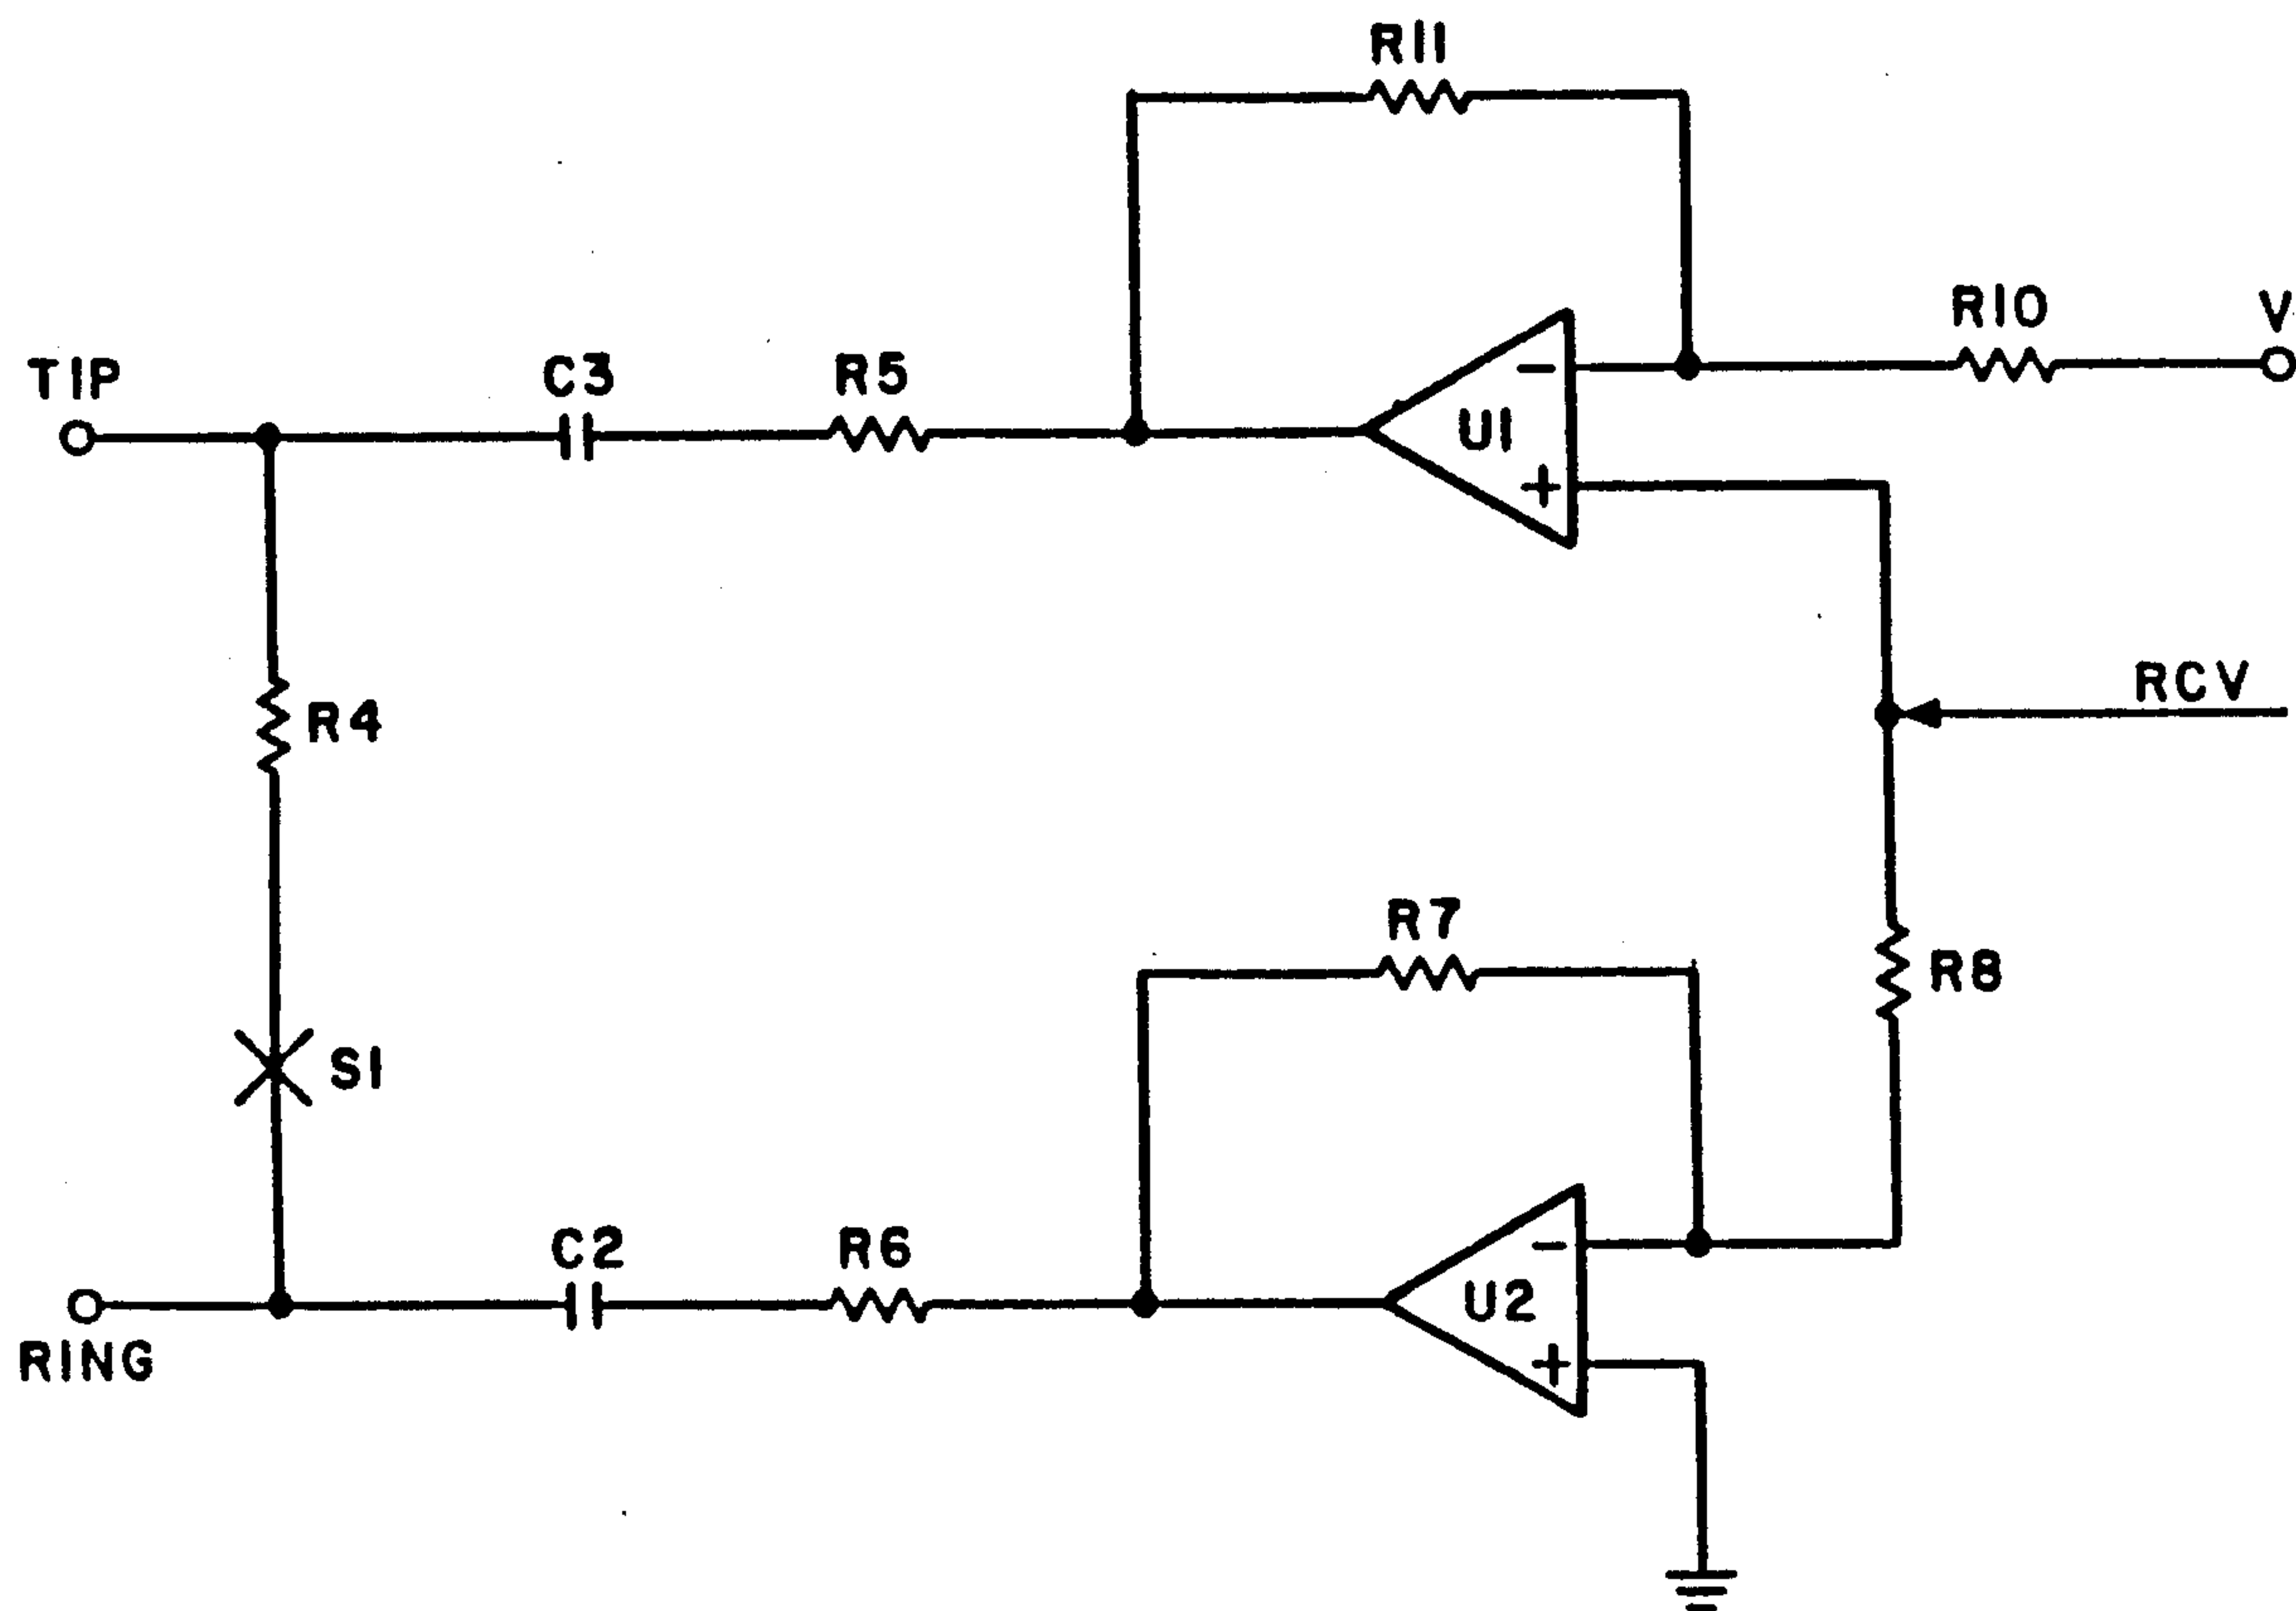 R11
R10
V
TIP
C3
R5
−
U1
+
RCV
R4
R7
R8
S1
C2
R6
−
U2
+
RING